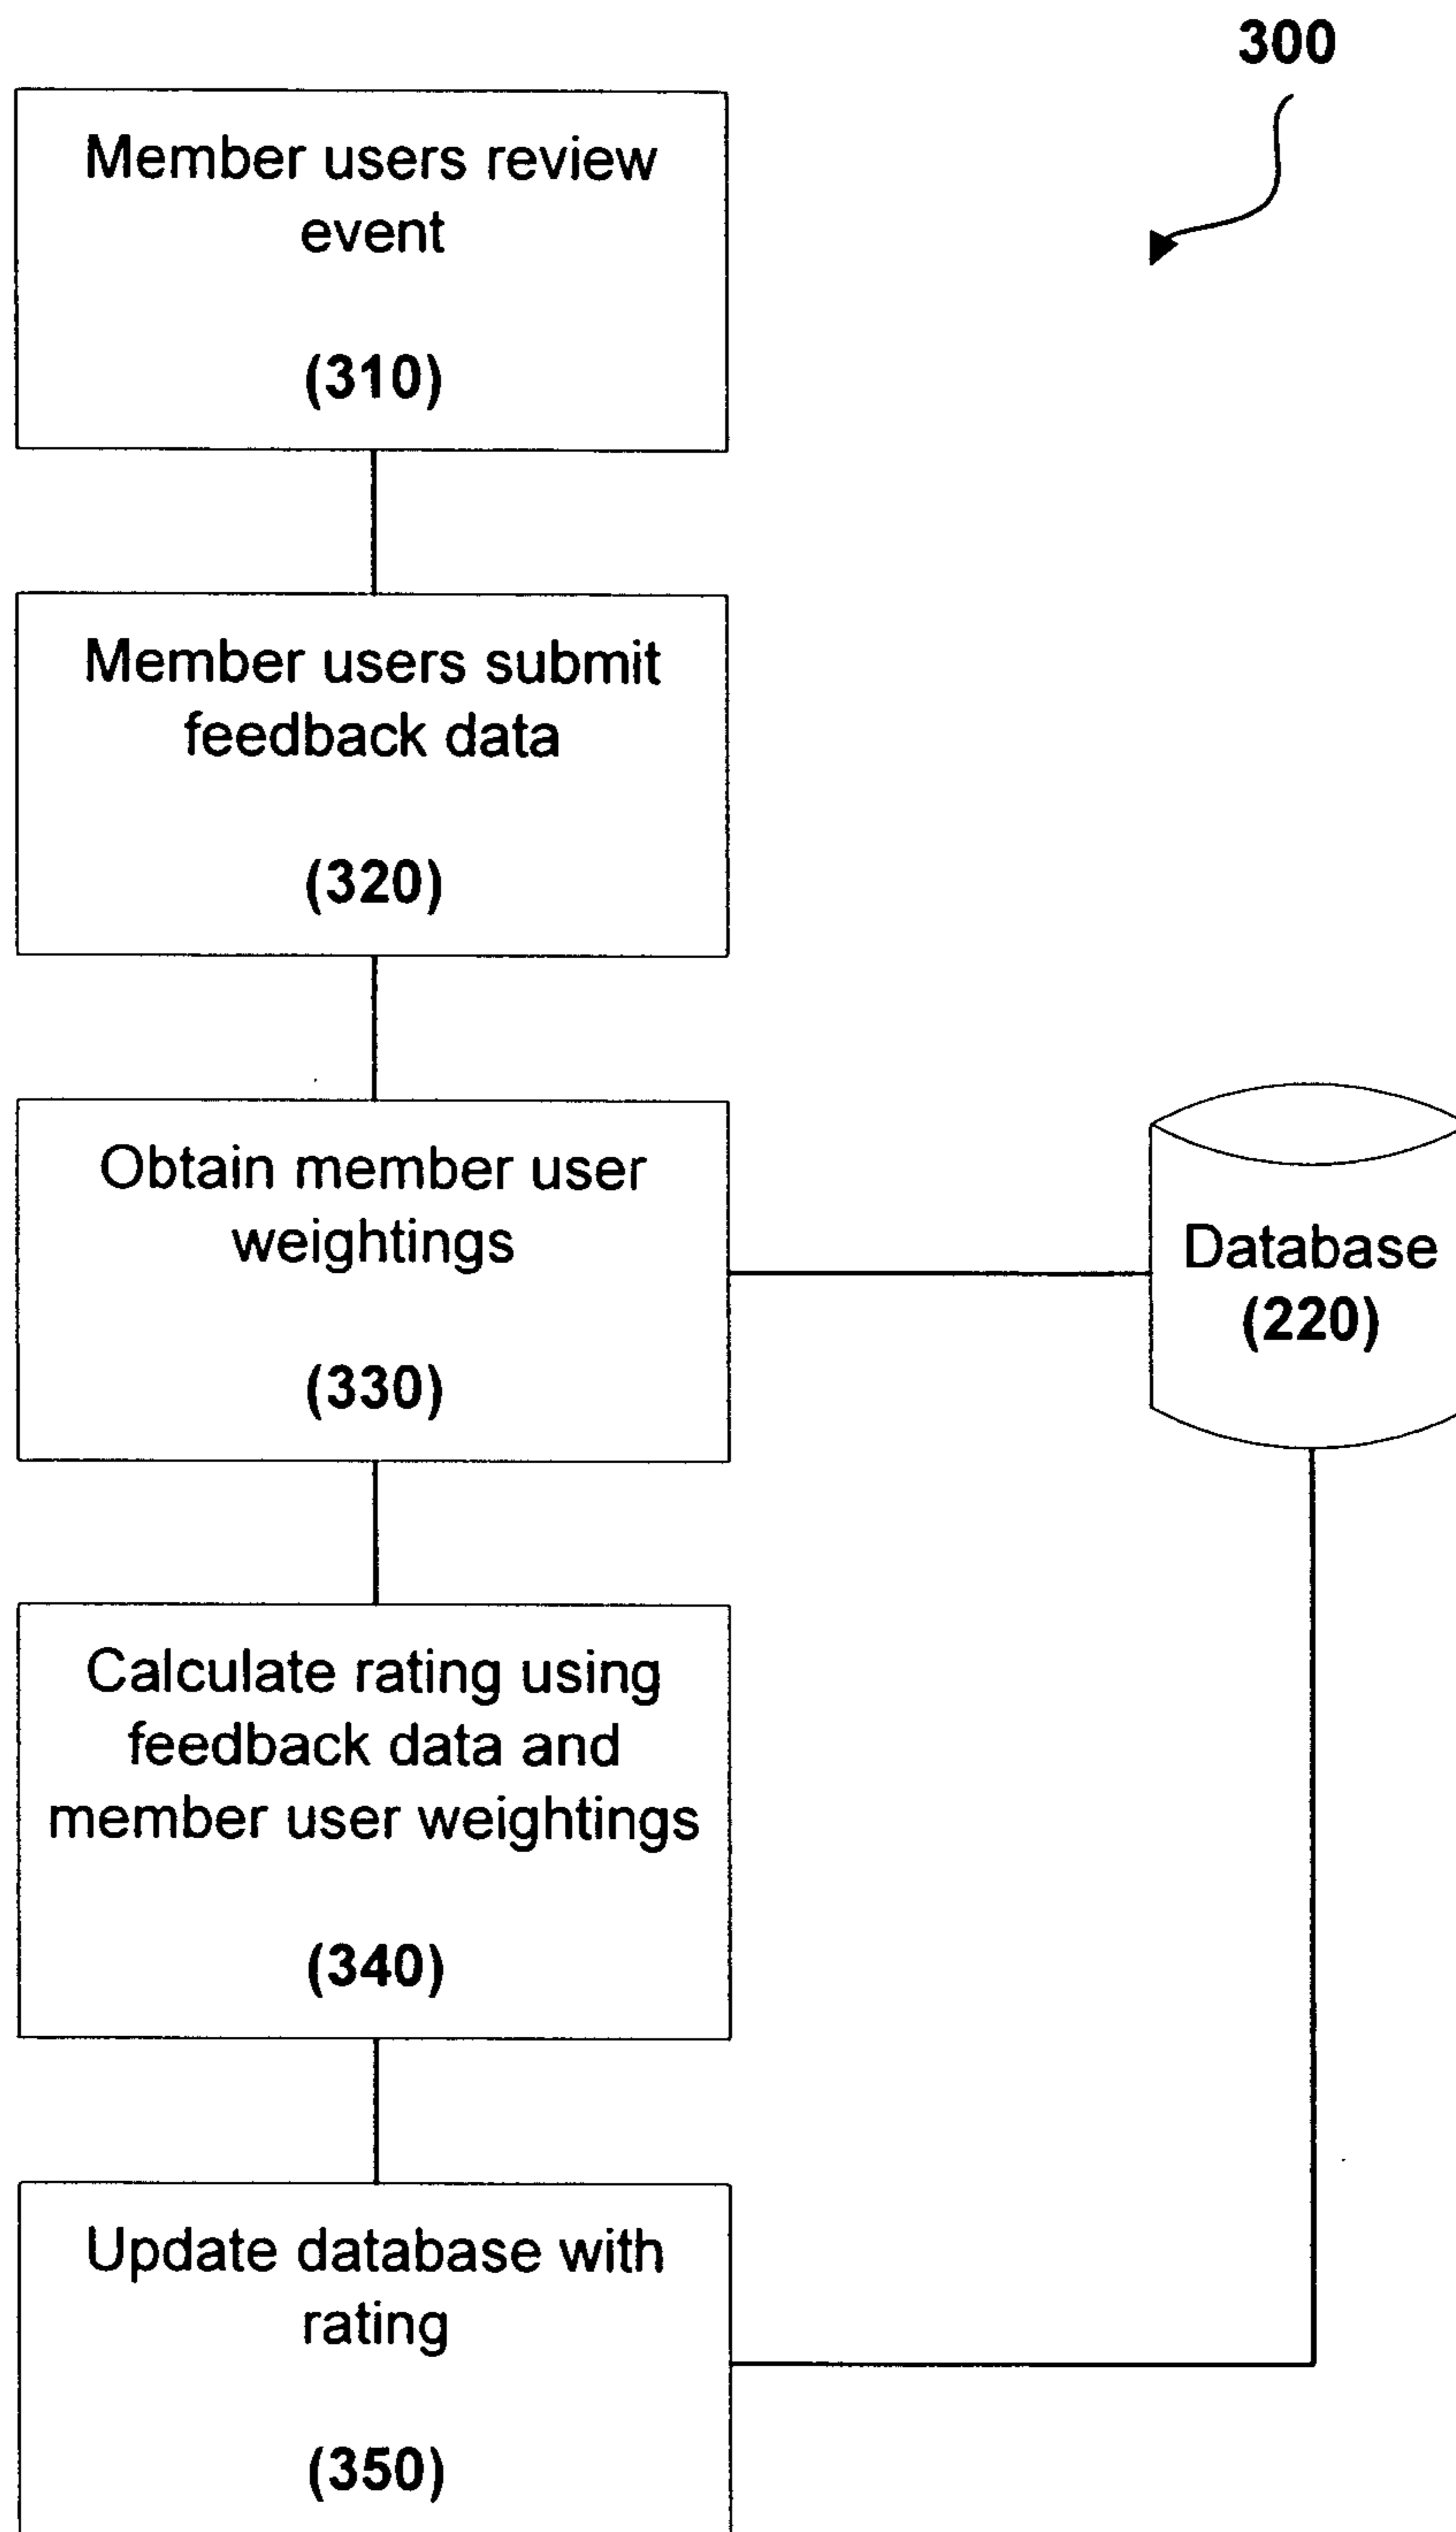 300
Member users review
event
(310)
Member users submit
feedback data
(320)
Obtain member user
weightings
(330)
Database
(220)
Calculate rating using
feedback data and
member user weightings
(340)
Update database with
rating
(350)